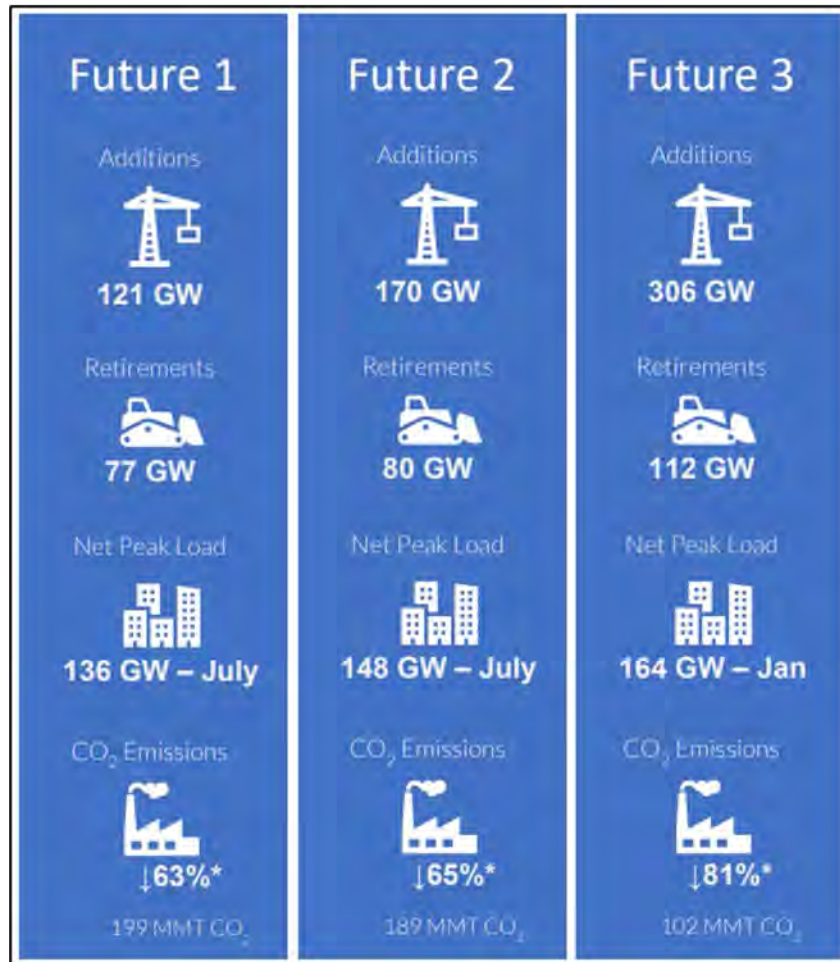 Future 1
Additions
121 GW
Retirements
77 GW
Net Peak Load
136 GW – July
CO₂ Emissions
↓63%*
199 MMT CO₂
Future 2
Additions
170 GW
Retirements
80 GW
Net Peak Load
148 GW – July
CO₂ Emissions
↓65%*
189 MMT CO₂
Future 3
Additions
306 GW
Retirements
112 GW
Net Peak Load
164 GW – Jan
CO₂ Emissions
↓81%*
102 MMT CO₂